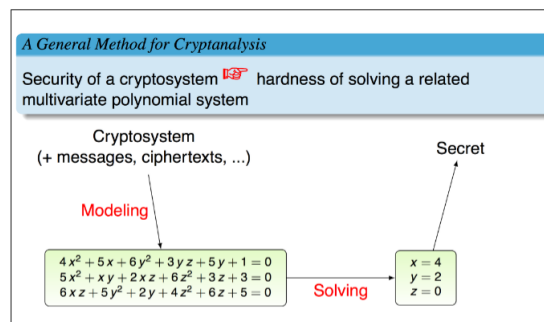 A General Method for Cryptanalysis
Security of a cryptosystem ☞ hardness of solving a related
multivariate polynomial system
Cryptosystem
(+ messages, ciphertexts, ...)
Secret
Modeling
4x² + 5x + 6y² + 3yz + 5y + 1 = 0
5x² + xy + 2xz + 6z² + 3z + 3 = 0
6xz + 5y² + 2y + 4z² + 6z + 5 = 0
Solving
x = 4
y = 2
z = 0